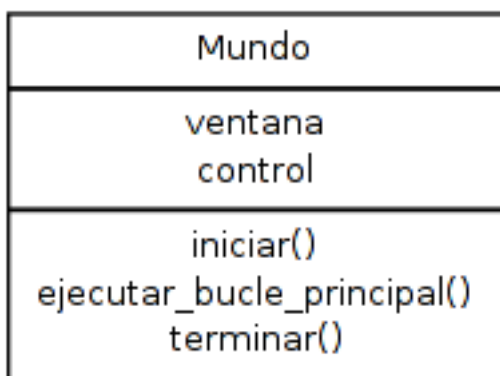 Mundo
ventana
control
iniciar()
ejecutar_bucle_principal()
terminar()